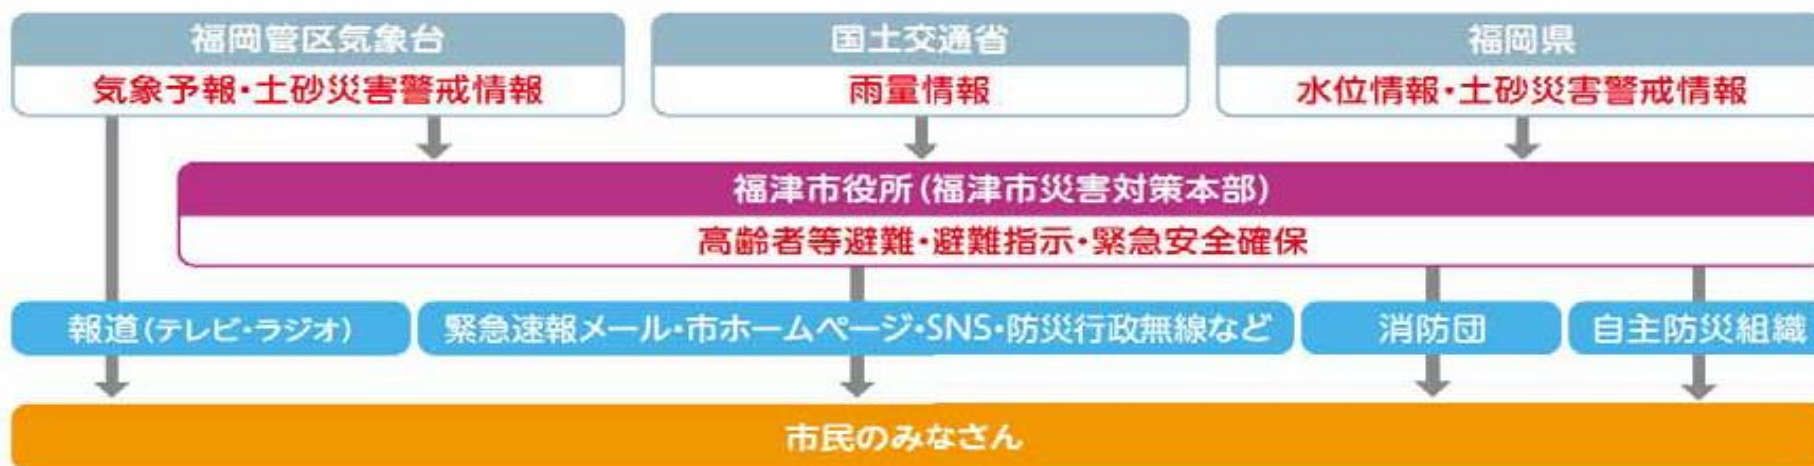 福岡管区気象台
気象予報・土砂災害警戒情報
国土交通省
雨量情報
福岡県
水位情報・土砂災害警戒情報
福津市役所(福津市災害対策本部)
高齢者等避難・避難指示・緊急安全確保
報道(テレビ・ラジオ)
緊急速報メール・市ホームページ・SNS・防災行政無線など
消防団
自主防災組織
市民のみなさん